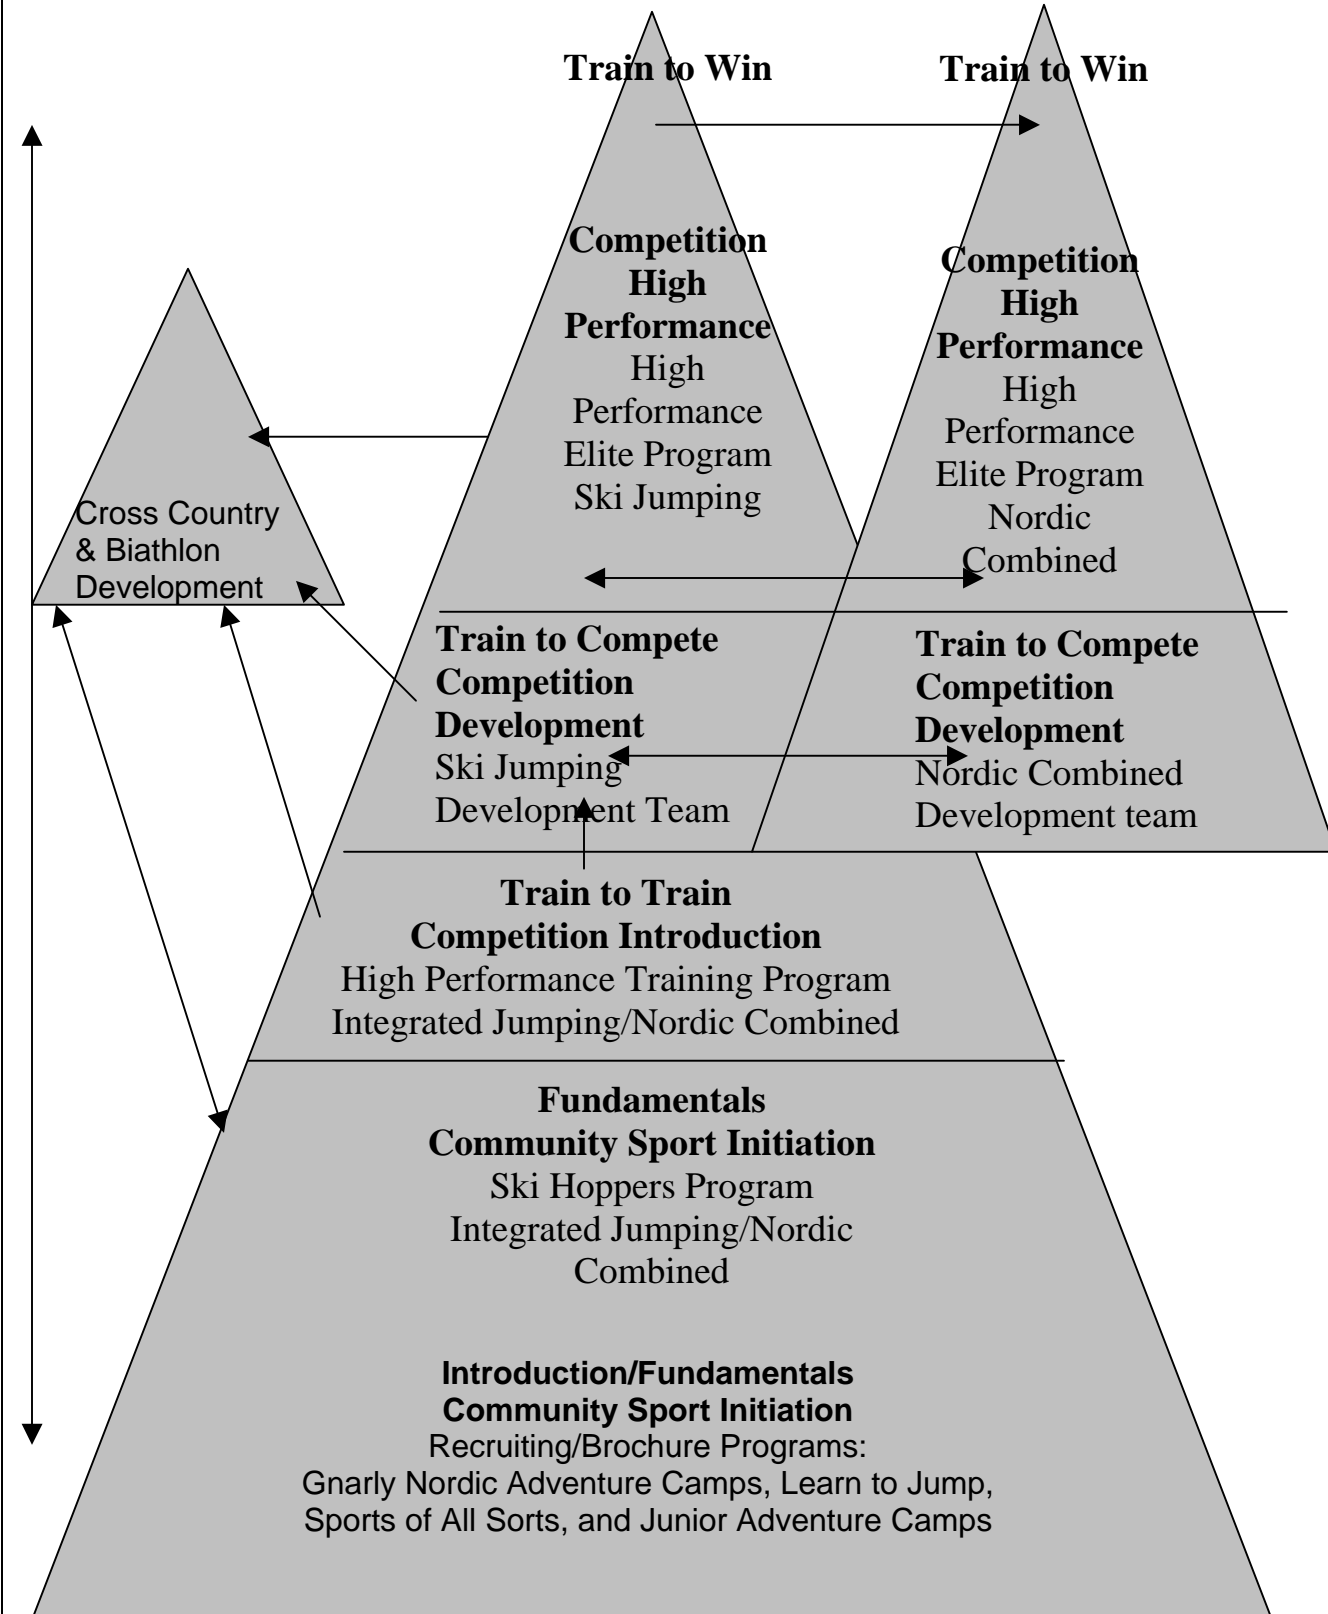 Train to Win
Train to Win
Competition
High
Performance
High
Performance
Elite Program
Ski Jumping
Competition
High
Performance
High
Performance
Elite Program
Nordic
Combined
Cross Country
& Biathlon
Development
Train to Compete
Competition
Development
Ski Jumping
Development Team
Train to Compete
Competition
Development
Nordic Combined
Development team
Train to Train
Competition Introduction
High Performance Training Program
Integrated Jumping/Nordic Combined
Fundamentals
Community Sport Initiation
Ski Hoppers Program
Integrated Jumping/Nordic
Combined
Introduction/Fundamentals
Community Sport Initiation
Recruiting/Brochure Programs:
Gnarly Nordic Adventure Camps, Learn to Jump,
Sports of All Sorts, and Junior Adventure Camps